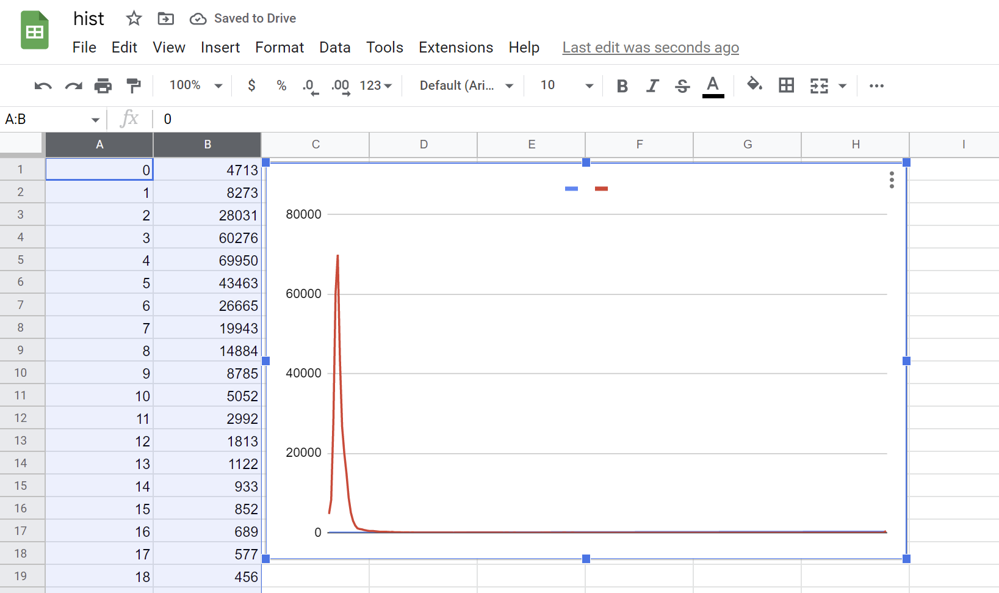 hist Saved to Drive
File Edit View Insert Format Data Tools Extensions Help Last edit was seconds ago
100% $ % .0 .00 123 Default (Ari... 10 B I S A
A:B fx 0
A B C D E F G H I
1 0 4713
2 1 8273
3 2 28031
4 3 60276
5 4 69950
6 5 43463
7 6 26665
8 7 19943
9 8 14884
10 9 8785
11 10 5052
12 11 2992
13 12 1813
14 13 1122
15 14 933
16 15 852
17 16 689
18 17 577
19 18 456
80000
60000
40000
20000
0